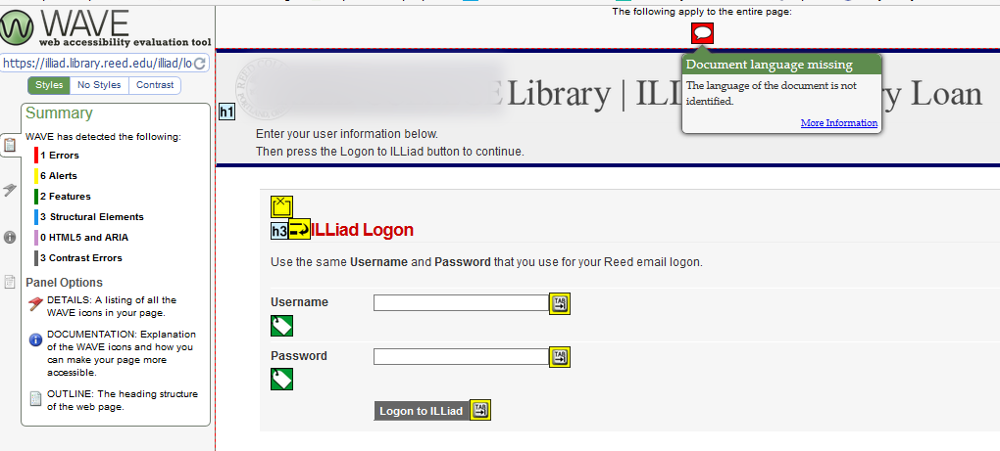 The following apply to the entire page:
WAVE
web accessibility evaluation tool
https://illiad.library.reed.edu/illiad/lo
Styles No Styles Contrast
Summary
WAVE has detected the following:
1 Errors
6 Alerts
2 Features
3 Structural Elements
0 HTML5 and ARIA
3 Contrast Errors
Panel Options
DETAILS: A listing of all the
WAVE icons in your page.
DOCUMENTATION: Explanation
of the WAVE icons and how you
can make your page more
accessible.
OUTLINE: The heading structure
of the web page.
Document language missing
The language of the document is not
identified.
More Information
h1
Library | ILL ry Loan
Enter your user information below.
Then press the Logon to ILLiad button to continue.
h3 ILLiad Logon
Use the same Username and Password that you use for your Reed email logon.
Username TAB
Password TAB
Logon to ILLiad TAB